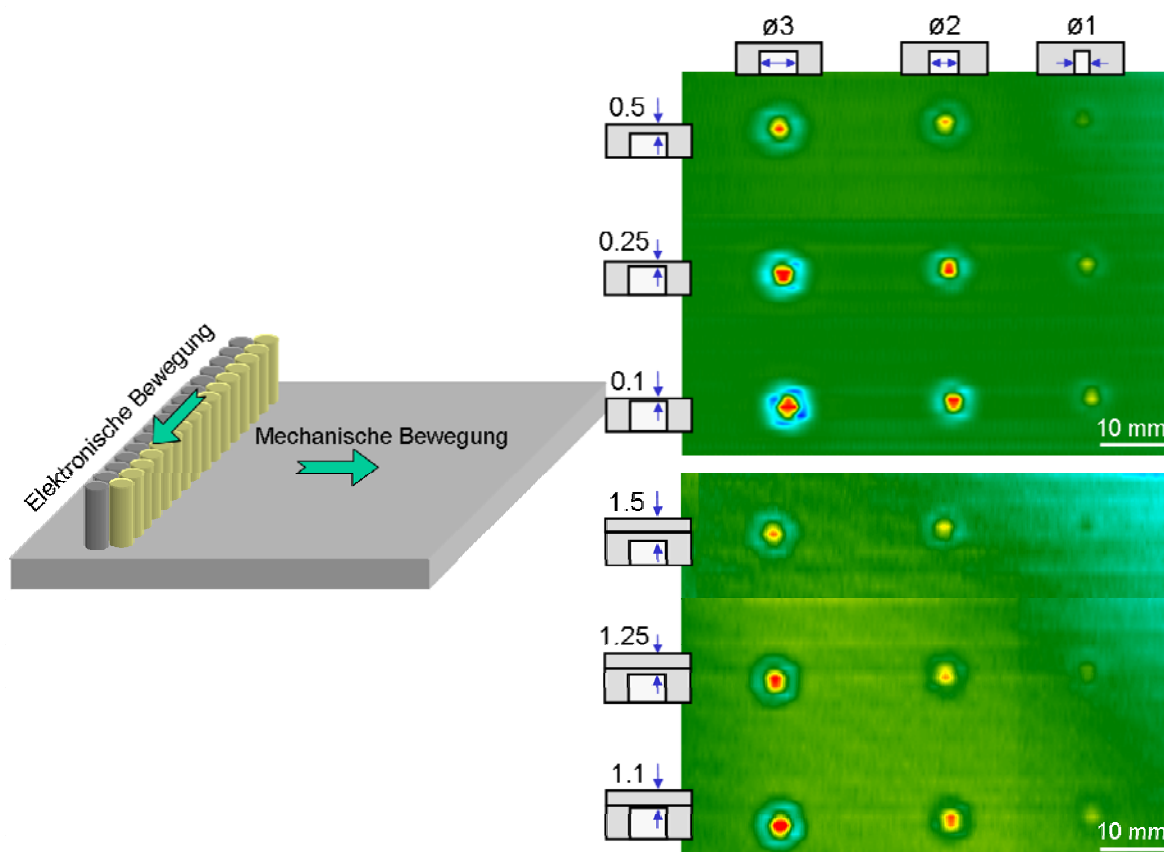 ø3 ø2 ø1
0.5
0.25
0.1
10 mm
Elektronische Bewegung
Mechanische Bewegung
1.5
1.25
1.1
10 mm